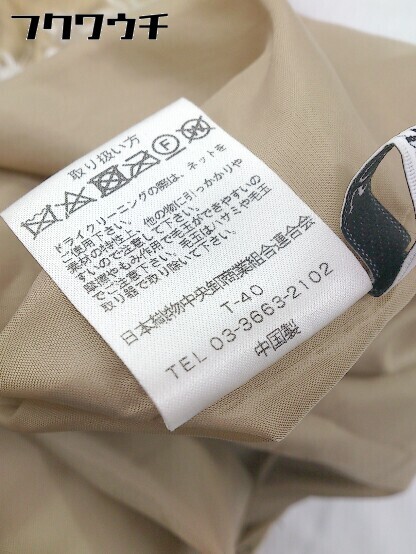 フクワウチ
取り扱い方
F
ドライクリーニングの際は、ネットを
ご使用下さい。
素材の特性上、他の物に引っかかりや
すいので注意して下さい。
摩擦やもみ作用で毛玉ができやすいの
でご注意下さい。毛玉はハサミや毛玉
取り器で取り除いて下さい。
日本織物中央卸商業組合連合会
T-40
TEL 03-3663-2102
中国製